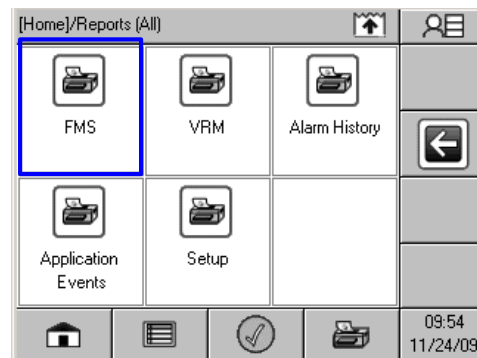 [Home]/Reports (All)
FMS
VRM
Alarm History
Application
Events
Setup
09:54
11/24/09